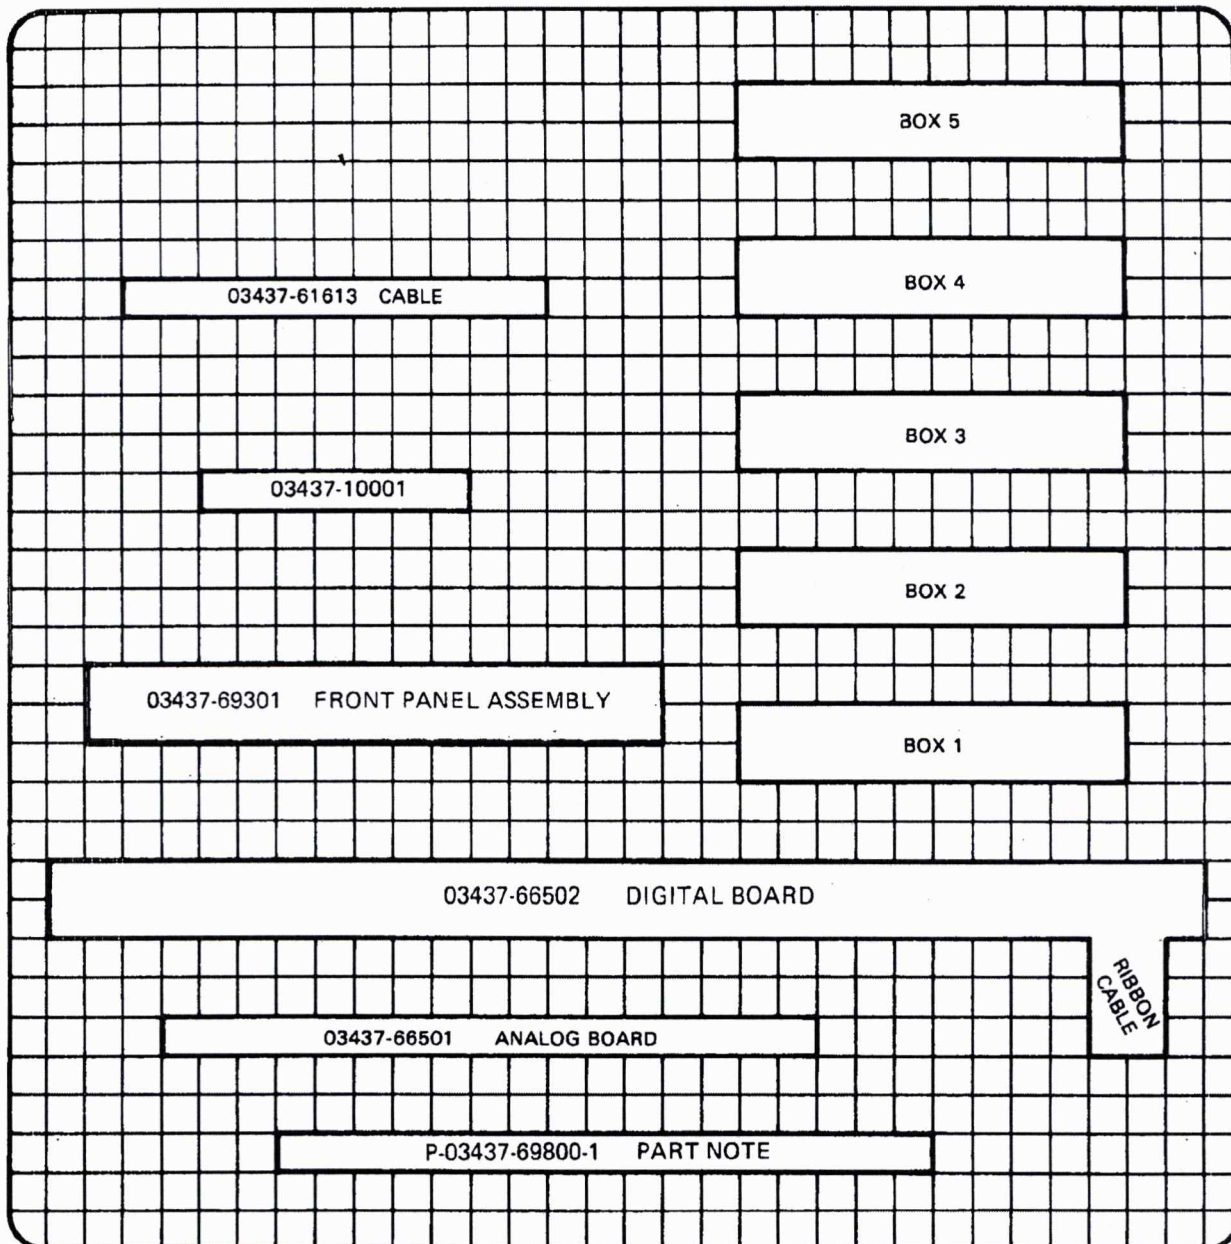 BOX 5
BOX 4
03437-61613 CABLE
BOX 3
03437-10001
BOX 2
03437-69301 FRONT PANEL ASSEMBLY
BOX 1
03437-66502 DIGITAL BOARD
RIBBON
CABLE
03437-66501 ANALOG BOARD
P-03437-69800-1 PART NOTE